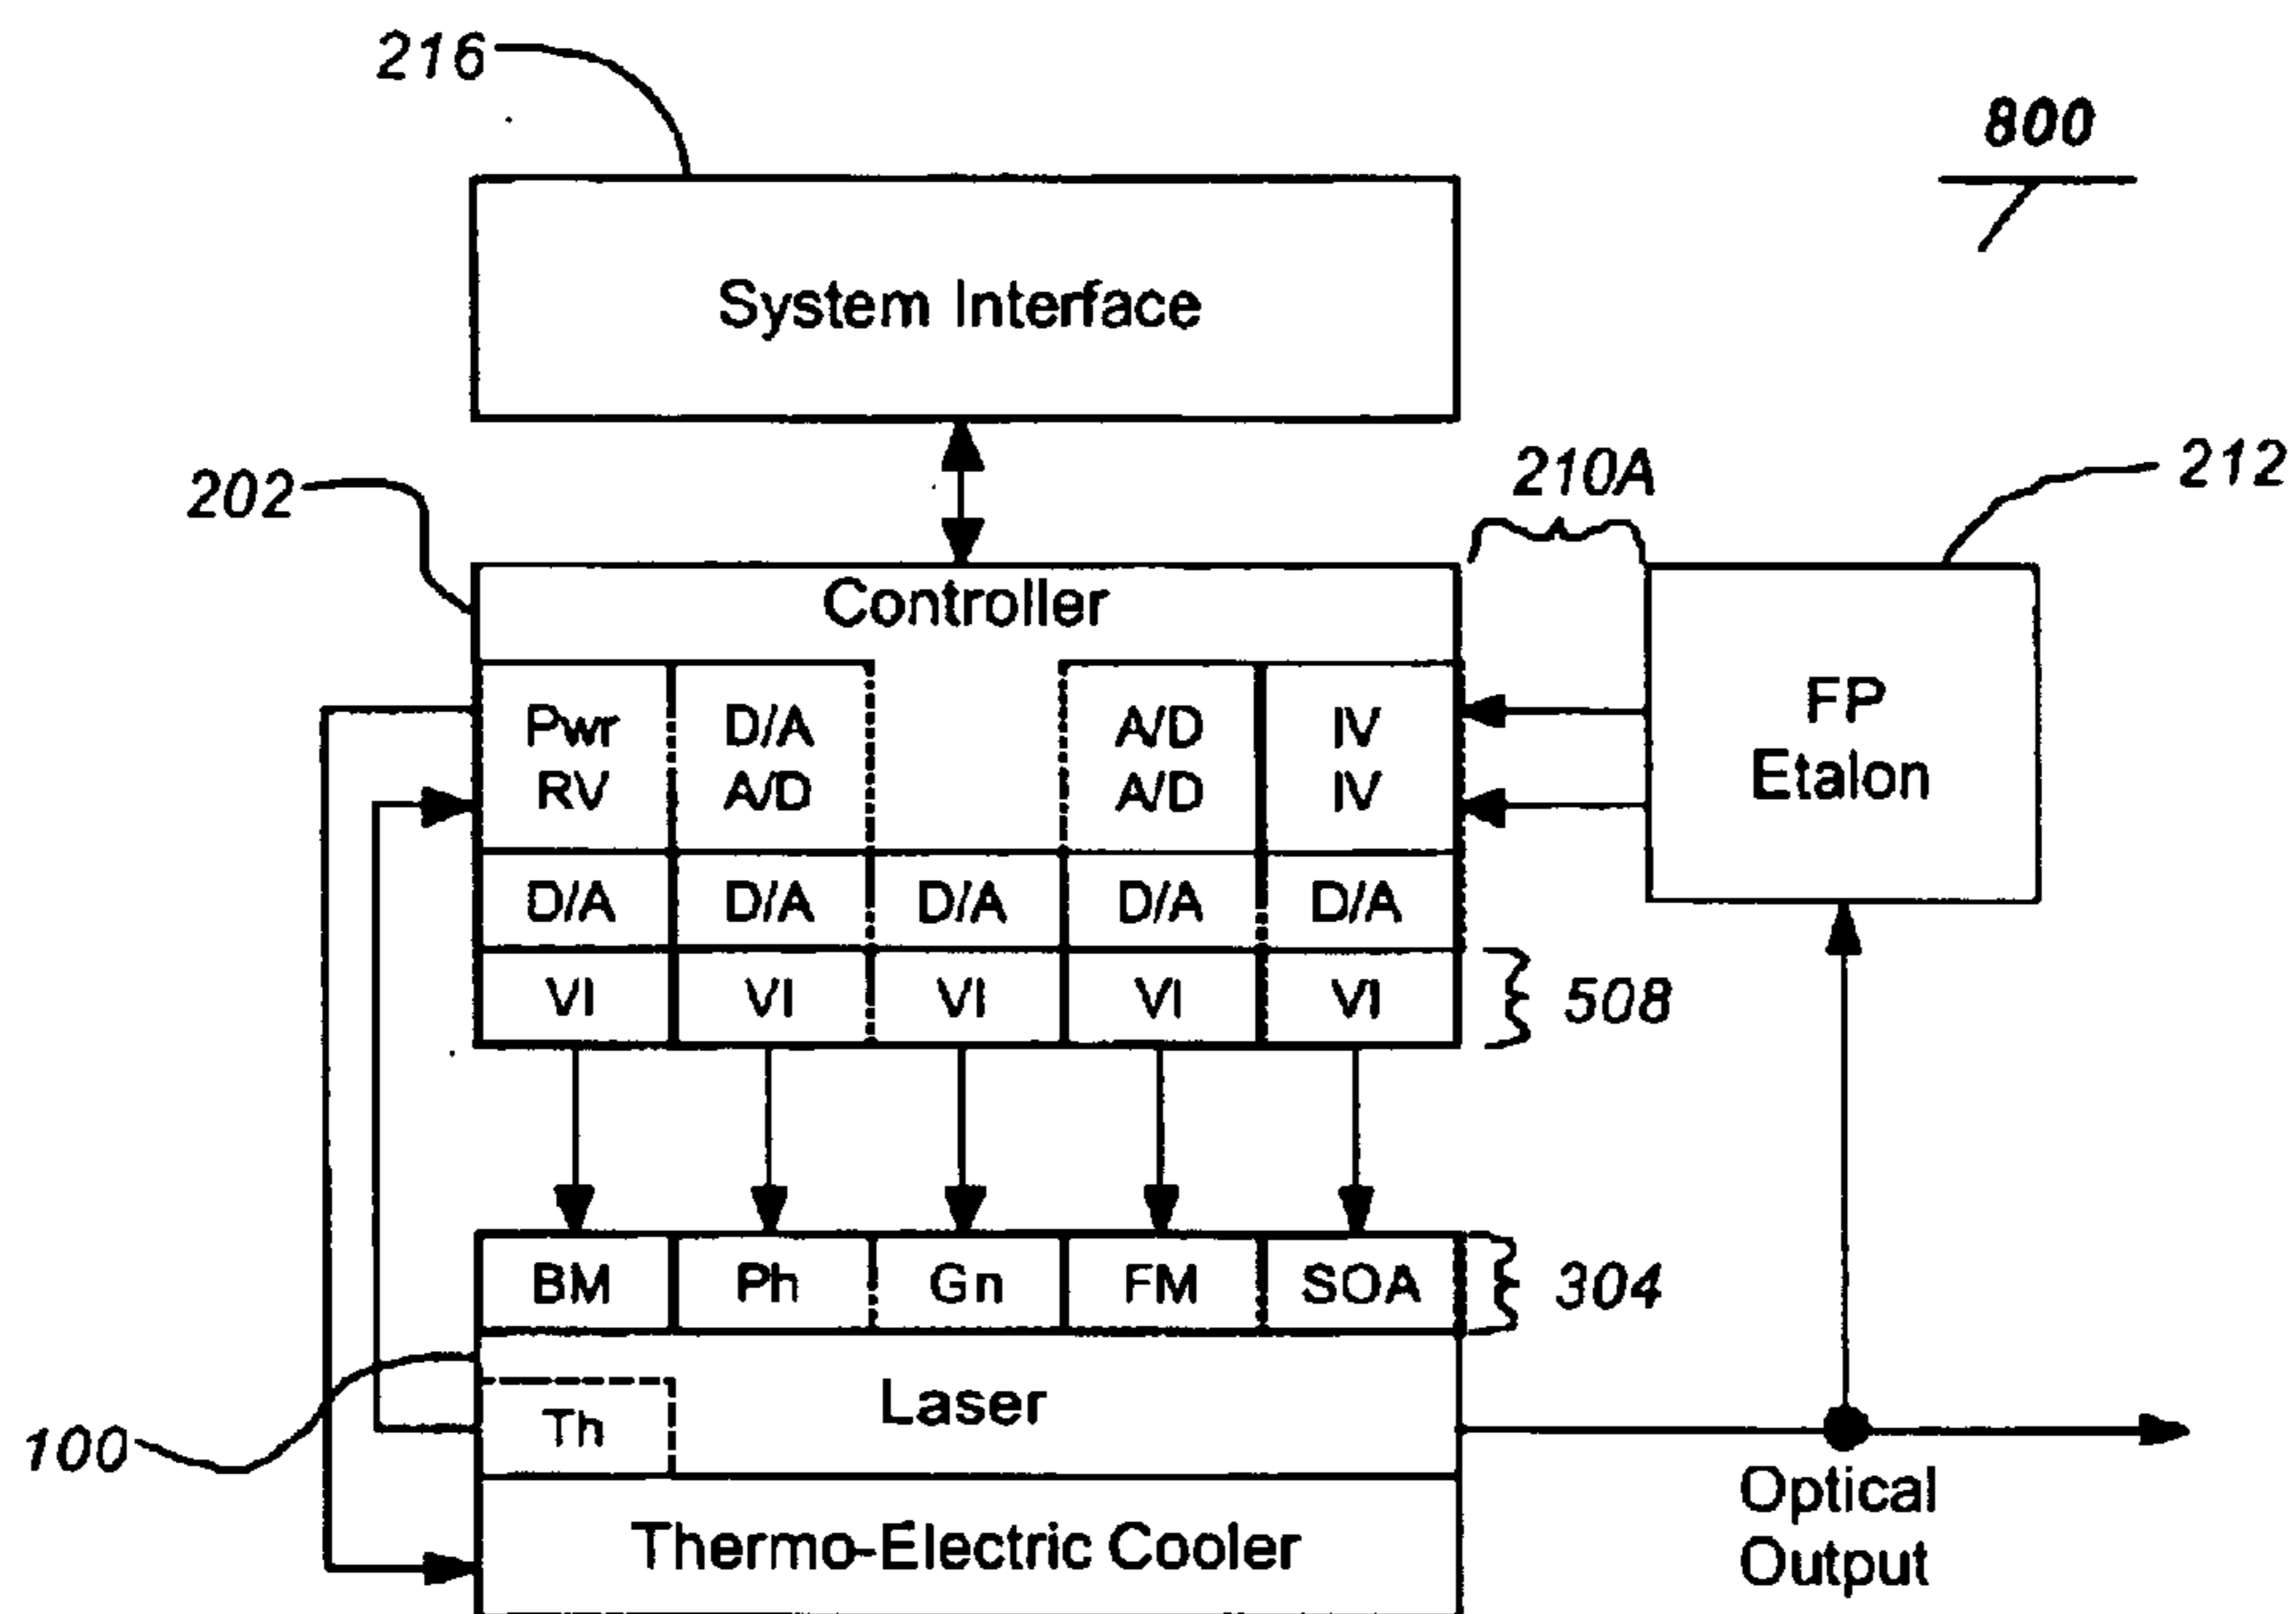 216
800
System Interface
202
210A
212
Controller
Pwr D/A A/D IV
RV A/D A/D IV
FP
Etalon
D/A D/A D/A D/A D/A
VI VI VI VI VI
508
BM Ph Gn FM SOA
304
Laser
Th
100
Thermo-Electric Cooler
Optical
Output